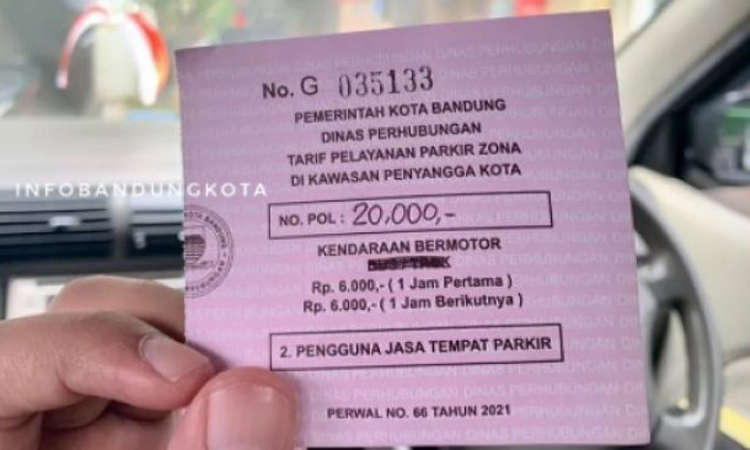 No. G 035133
PEMERINTAH KOTA BANDUNG
DINAS PERHUBUNGAN
TARIF PELAYANAN PARKIR ZONA
DI KAWASAN PENYANGGA KOTA
INFOBANDUNGKOTA
NO. POL : 20,000,-
KENDARAAN BERMOTOR
BUS / TRUK
Rp. 6.000,- ( 1 Jam Pertama )
Rp. 6.000,- ( 1 Jam Berikutnya )
2. PENGGUNA JASA TEMPAT PARKIR
PERWAL NO. 66 TAHUN 2021